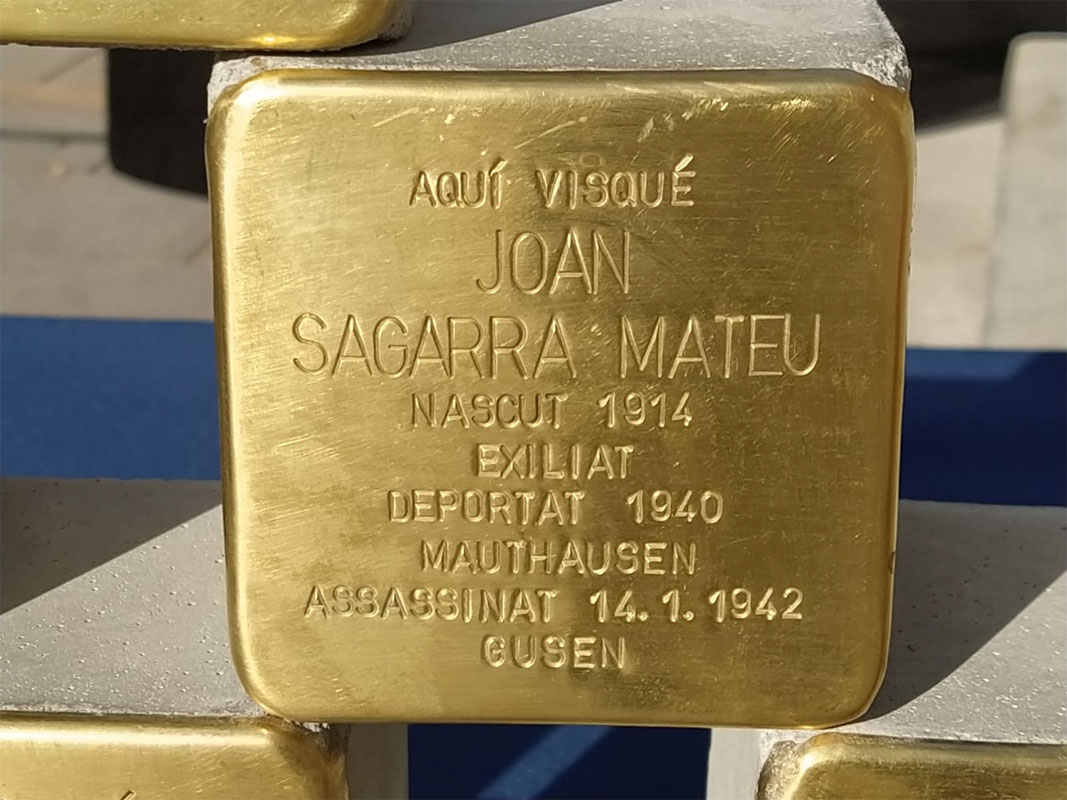 AQUÍ VISQUÉ
JOAN
SAGARRA MATEU
NASCUT 1914
EXILIAT
DEPORTAT 1940
MAUTHAUSEN
ASSASSINAT 14.1.1942
GUSEN